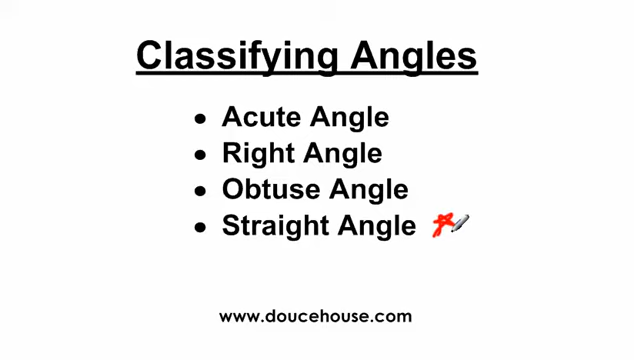 Classifying Angles
• Acute Angle
• Right Angle
• Obtuse Angle
• Straight Angle
www.doucehouse.com